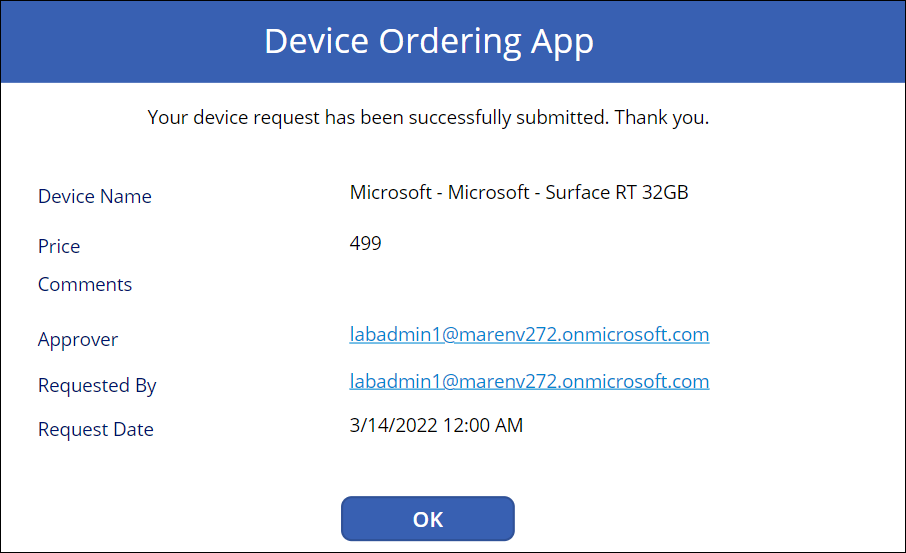 Device Ordering App
Your device request has been successfully submitted. Thank you.
Device Name Microsoft - Microsoft - Surface RT 32GB
Price 499
Comments
Approver labadmin1@marenv272.onmicrosoft.com
Requested By labadmin1@marenv272.onmicrosoft.com
Request Date 3/14/2022 12:00 AM
OK